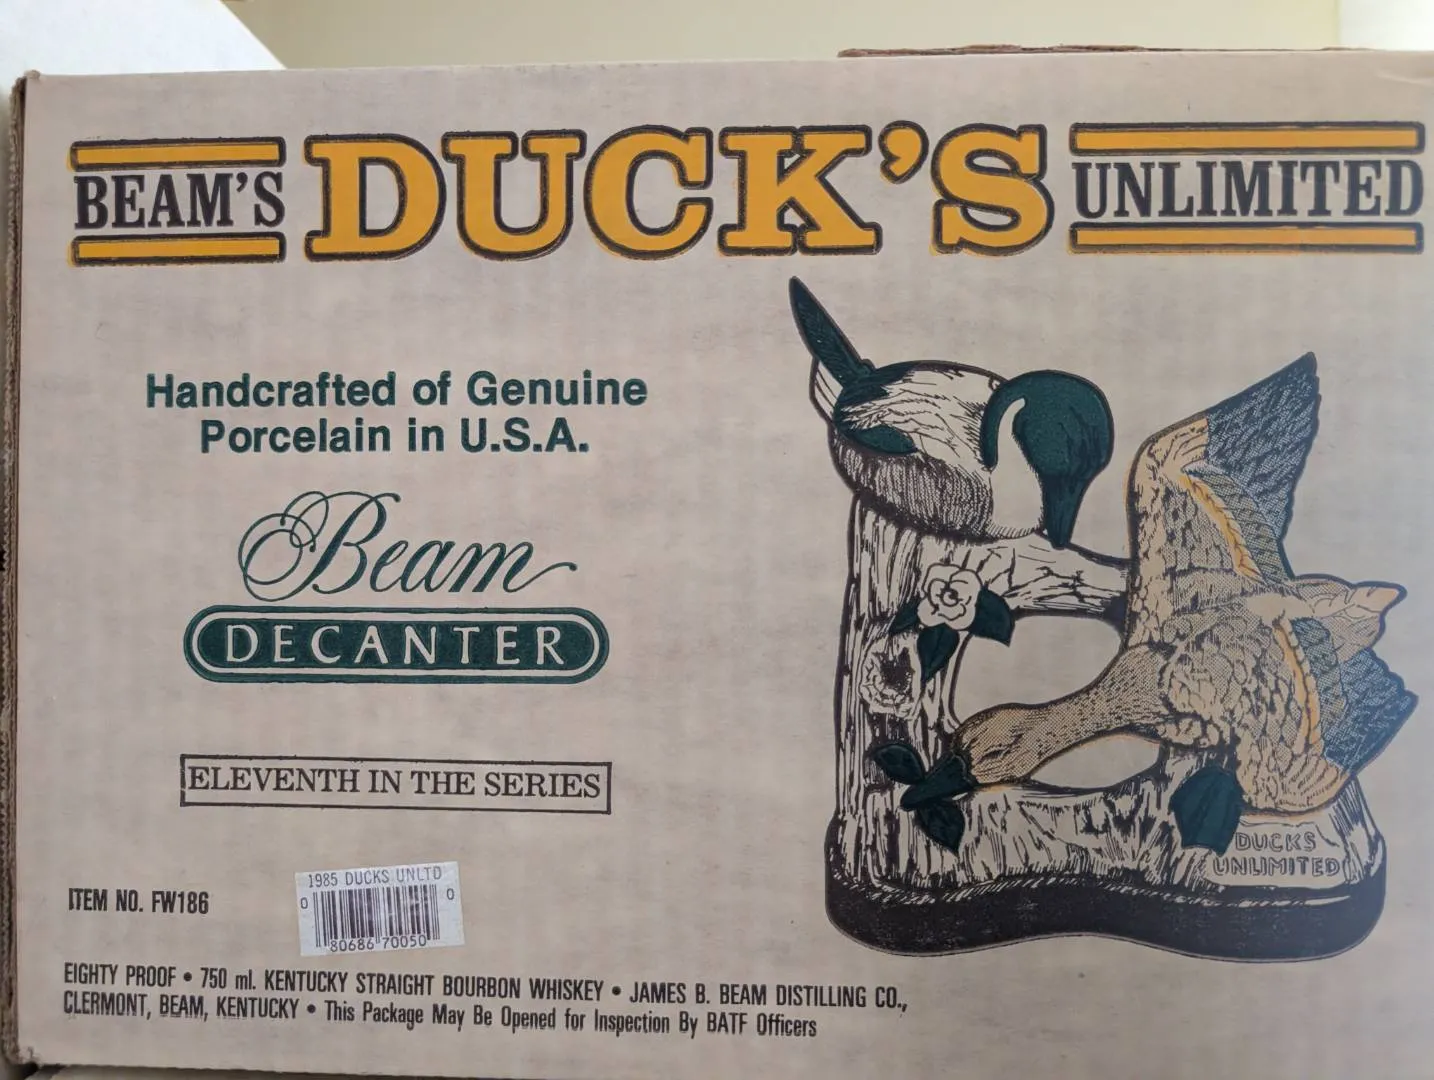 BEAM'S DUCK'S UNLIMITED
Handcrafted of Genuine
Porcelain in U.S.A.
Beam
DECANTER
ELEVENTH IN THE SERIES
DUCKS
UNLIMITED
ITEM NO. FW186
1985 DUCKS UNLTD
0 80686 70050 0
EIGHTY PROOF • 750 ml. KENTUCKY STRAIGHT BOURBON WHISKEY • JAMES B. BEAM DISTILLING CO.,
CLERMONT, BEAM, KENTUCKY • This Package May Be Opened for Inspection By BATF Officers